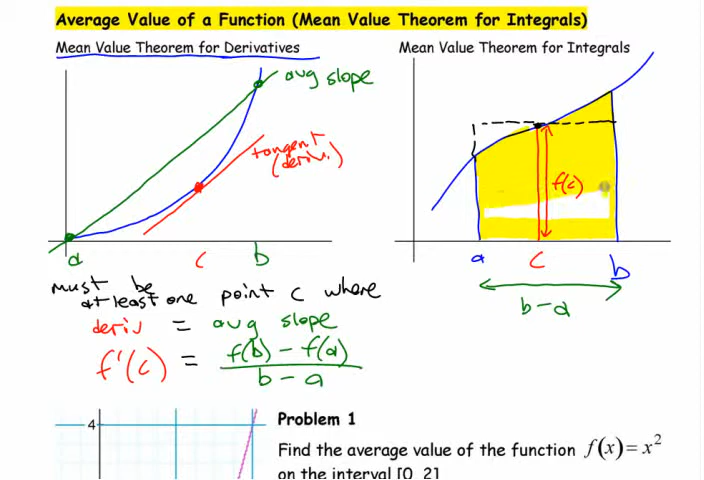 Average Value of a Function (Mean Value Theorem for Integrals)
Mean Value Theorem for Derivatives
avg slope
tangent
(deriv.)
a c b
must be
at least one point c where
deriv = avg slope
f'(c) = f(b) - f(a)
b - a
Mean Value Theorem for Integrals
f(c)
a c b
b - a
4
Problem 1
Find the average value of the function f(x) = x²
on the interval [0, 2]